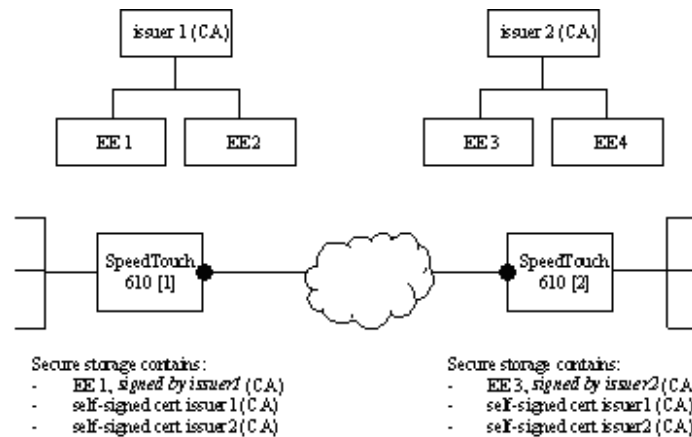 issuer 1 (CA)
issuer 2 (CA)
EE 1
EE2
EE 3
EE4
SpeedTouch
610 [1]
SpeedTouch
610 [2]
Secure storage contains:
- EE 1, signed by issuer1 (CA)
- self-signed cert issuer 1 (CA)
- self-signed cert issuer 2 (CA)
Secure storage contains:
- EE 3, signed by issuer2 (CA)
- self-signed cert issuer1 (CA)
- self-signed cert issuer2 (CA)